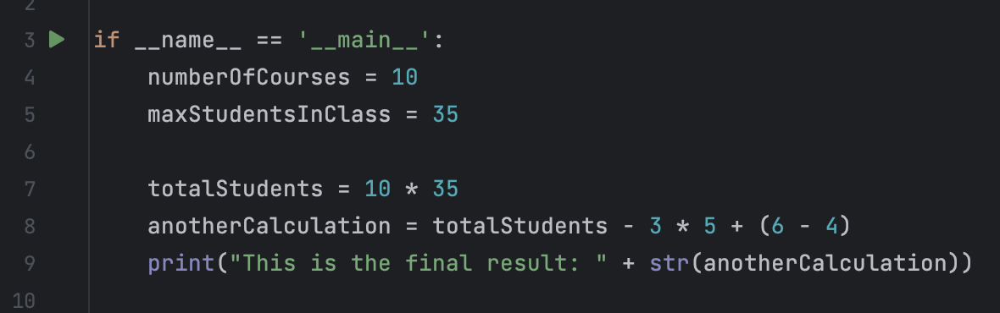 2
3 if __name__ == '__main__':
4 numberOfCourses = 10
5 maxStudentsInClass = 35
6
7 totalStudents = 10 * 35
8 anotherCalculation = totalStudents - 3 * 5 + (6 - 4)
9 print("This is the final result: " + str(anotherCalculation))
10